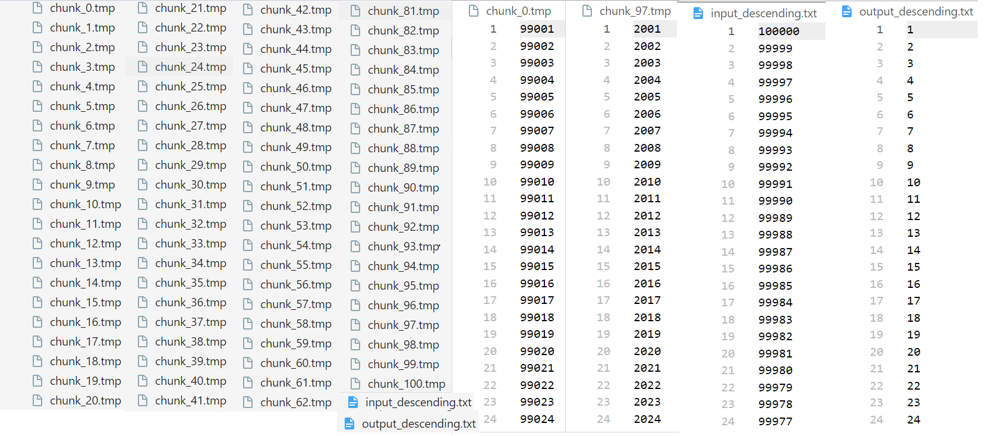 chunk_0.tmp
chunk_1.tmp
chunk_2.tmp
chunk_3.tmp
chunk_4.tmp
chunk_5.tmp
chunk_6.tmp
chunk_7.tmp
chunk_8.tmp
chunk_9.tmp
chunk_10.tmp
chunk_11.tmp
chunk_12.tmp
chunk_13.tmp
chunk_14.tmp
chunk_15.tmp
chunk_16.tmp
chunk_17.tmp
chunk_18.tmp
chunk_19.tmp
chunk_20.tmp
chunk_21.tmp
chunk_22.tmp
chunk_23.tmp
chunk_24.tmp
chunk_25.tmp
chunk_26.tmp
chunk_27.tmp
chunk_28.tmp
chunk_29.tmp
chunk_30.tmp
chunk_31.tmp
chunk_32.tmp
chunk_33.tmp
chunk_34.tmp
chunk_35.tmp
chunk_36.tmp
chunk_37.tmp
chunk_38.tmp
chunk_39.tmp
chunk_40.tmp
chunk_41.tmp
chunk_42.tmp
chunk_43.tmp
chunk_44.tmp
chunk_45.tmp
chunk_46.tmp
chunk_47.tmp
chunk_48.tmp
chunk_49.tmp
chunk_50.tmp
chunk_51.tmp
chunk_52.tmp
chunk_53.tmp
chunk_54.tmp
chunk_55.tmp
chunk_56.tmp
chunk_57.tmp
chunk_58.tmp
chunk_59.tmp
chunk_60.tmp
chunk_61.tmp
chunk_62.tmp
chunk_81.tmp
chunk_82.tmp
chunk_83.tmp
chunk_84.tmp
chunk_85.tmp
chunk_86.tmp
chunk_87.tmp
chunk_88.tmp
chunk_89.tmp
chunk_90.tmp
chunk_91.tmp
chunk_92.tmp
chunk_93.tmp
chunk_94.tmp
chunk_95.tmp
chunk_96.tmp
chunk_97.tmp
chunk_98.tmp
chunk_99.tmp
chunk_100.tmp
input_descending.txt
output_descending.txt
chunk_0.tmp
1 99001
2 99002
3 99003
4 99004
5 99005
6 99006
7 99007
8 99008
9 99009
10 99010
11 99011
12 99012
13 99013
14 99014
15 99015
16 99016
17 99017
18 99018
19 99019
20 99020
21 99021
22 99022
23 99023
24 99024
chunk_97.tmp
1 2001
2 2002
3 2003
4 2004
5 2005
6 2006
7 2007
8 2008
9 2009
10 2010
11 2011
12 2012
13 2013
14 2014
15 2015
16 2016
17 2017
18 2018
19 2019
20 2020
21 2021
22 2022
23 2023
24 2024
input_descending.txt
1 100000
2 99999
3 99998
4 99997
5 99996
6 99995
7 99994
8 99993
9 99992
10 99991
11 99990
12 99989
13 99988
14 99987
15 99986
16 99985
17 99984
18 99983
19 99982
20 99981
21 99980
22 99979
23 99978
24 99977
output_descending.txt
1 1
2 2
3 3
4 4
5 5
6 6
7 7
8 8
9 9
10 10
11 11
12 12
13 13
14 14
15 15
16 16
17 17
18 18
19 19
20 20
21 21
22 22
23 23
24 24